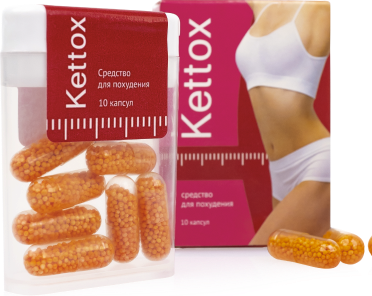 Kettox
Средство
для похудения
10 капсул
Kettox
средство
для похудения
10 капсул